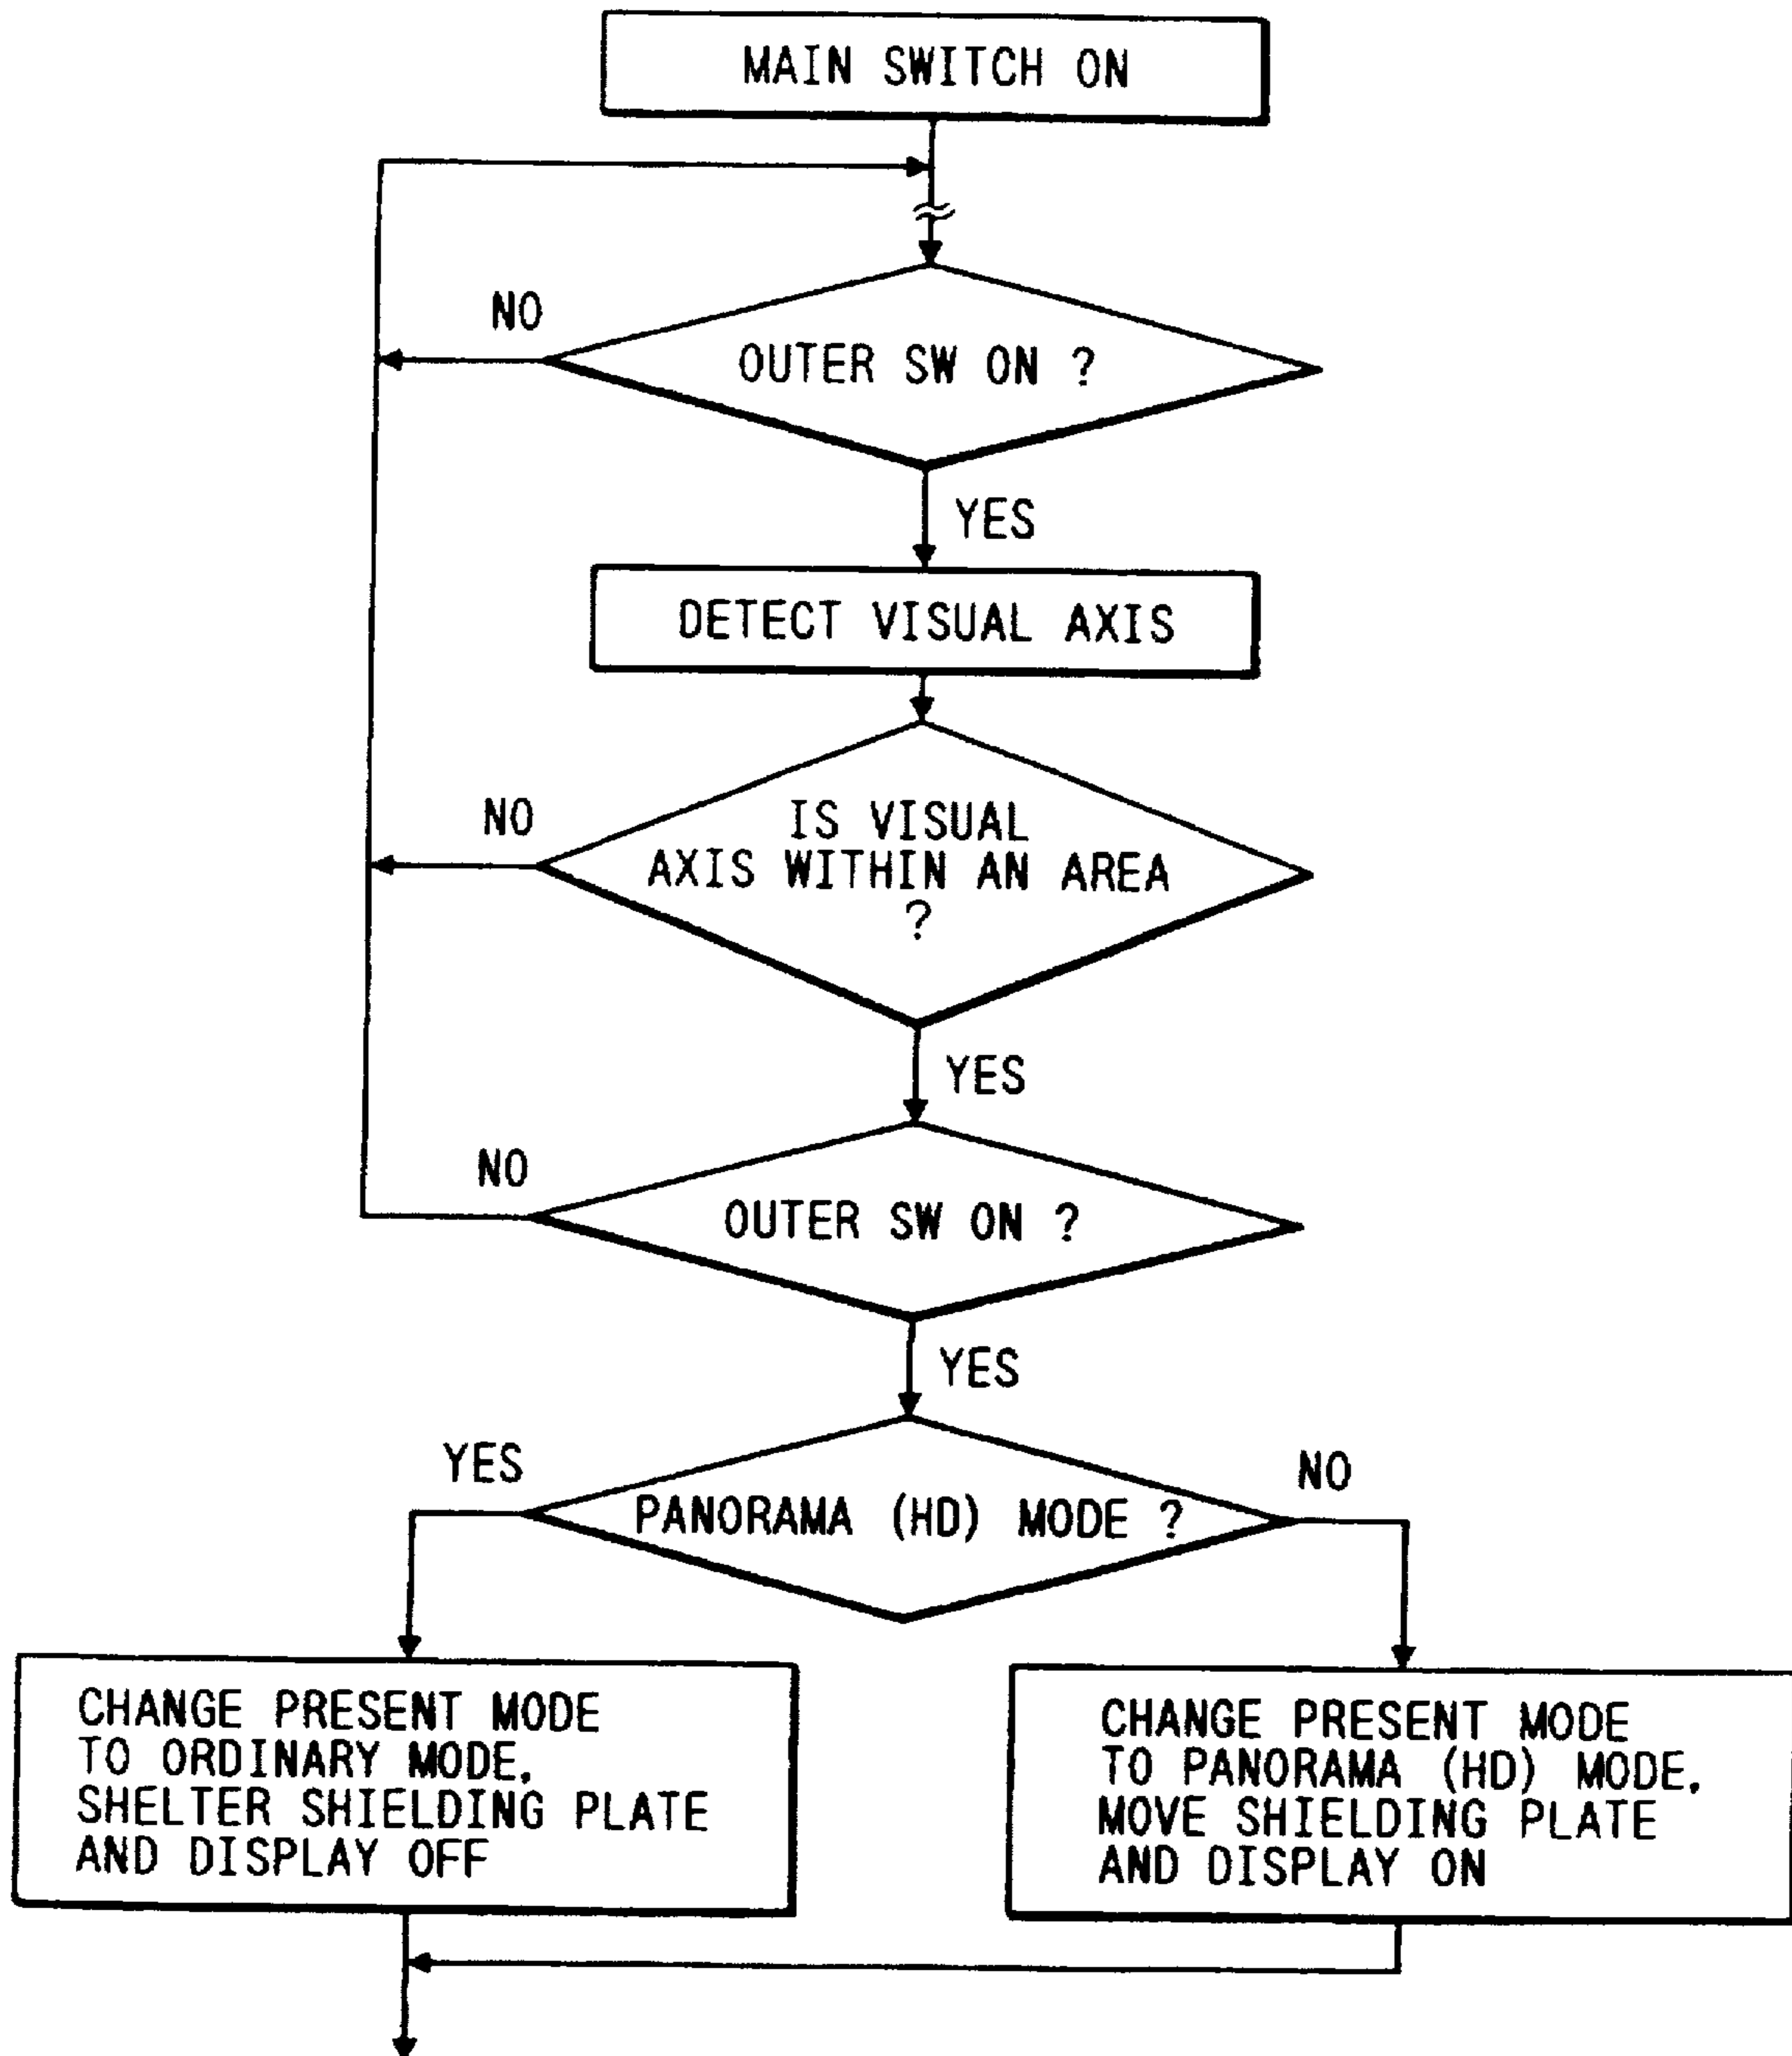 MAIN SWITCH ON
NO
OUTER SW ON ?
YES
DETECT VISUAL AXIS
NO
IS VISUAL
AXIS WITHIN AN AREA
?
YES
NO
OUTER SW ON ?
YES
YES
NO
PANORAMA (HD) MODE ?
CHANGE PRESENT MODE
TO ORDINARY MODE,
SHELTER SHIELDING PLATE
AND DISPLAY OFF
CHANGE PRESENT MODE
TO PANORAMA (HD) MODE,
MOVE SHIELDING PLATE
AND DISPLAY ON